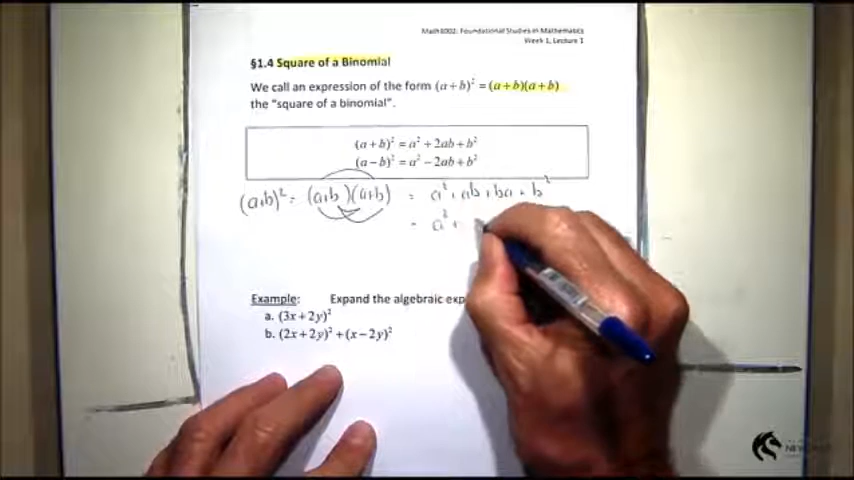 Math1002: Foundational Studies in Mathematics
Week 1, Lecture 1
§1.4 Square of a Binomial
We call an expression of the form (a+b)² = (a+b)(a+b)
the "square of a binomial".
(a+b)² = a² + 2ab + b²
(a−b)² = a² − 2ab + b²
(a+b)² = (a+b)(a+b) = a² + ab + ba + b²
= a² +
Example: Expand the algebraic exp
a. (3x+2y)²
b. (2x+2y)² + (x−2y)²